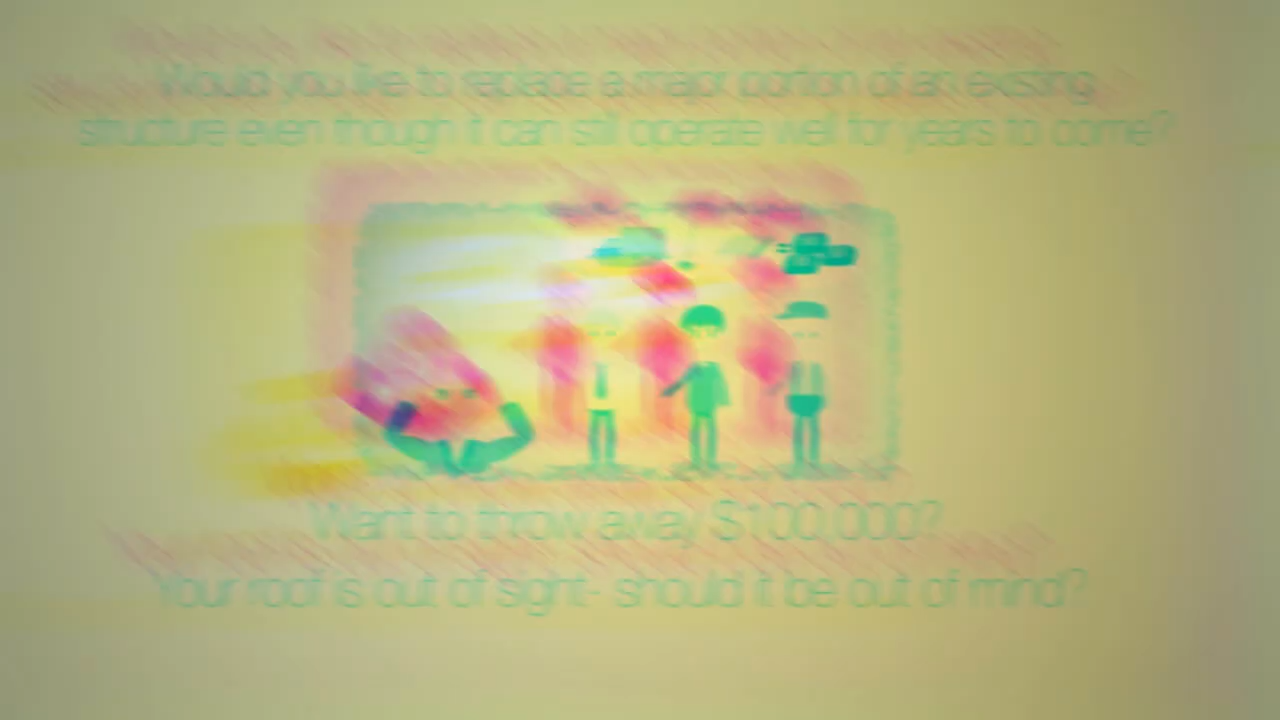 Would you like to replace a major portion of an existing
structure even though it can still operate well for years to come?
Want to throw away $100,000?
Your roof is out of sight- should it be out of mind?